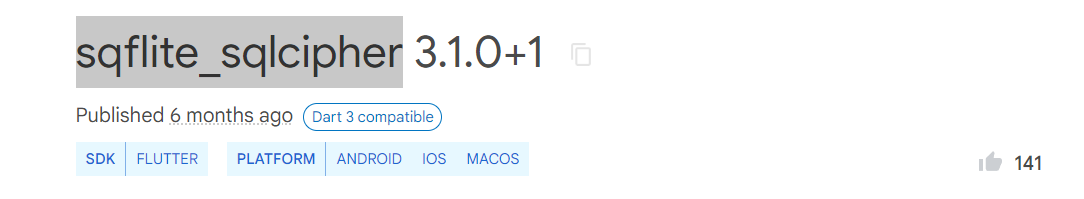 sqflite_sqlcipher 3.1.0+1
Published 6 months ago Dart 3 compatible
SDK FLUTTER PLATFORM ANDROID IOS MACOS 141